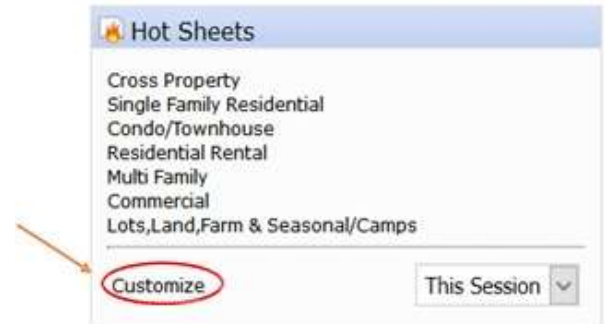 Hot Sheets
Cross Property
Single Family Residential
Condo/Townhouse
Residential Rental
Multi Family
Commercial
Lots,Land,Farm & Seasonal/Camps
Customize
This Session